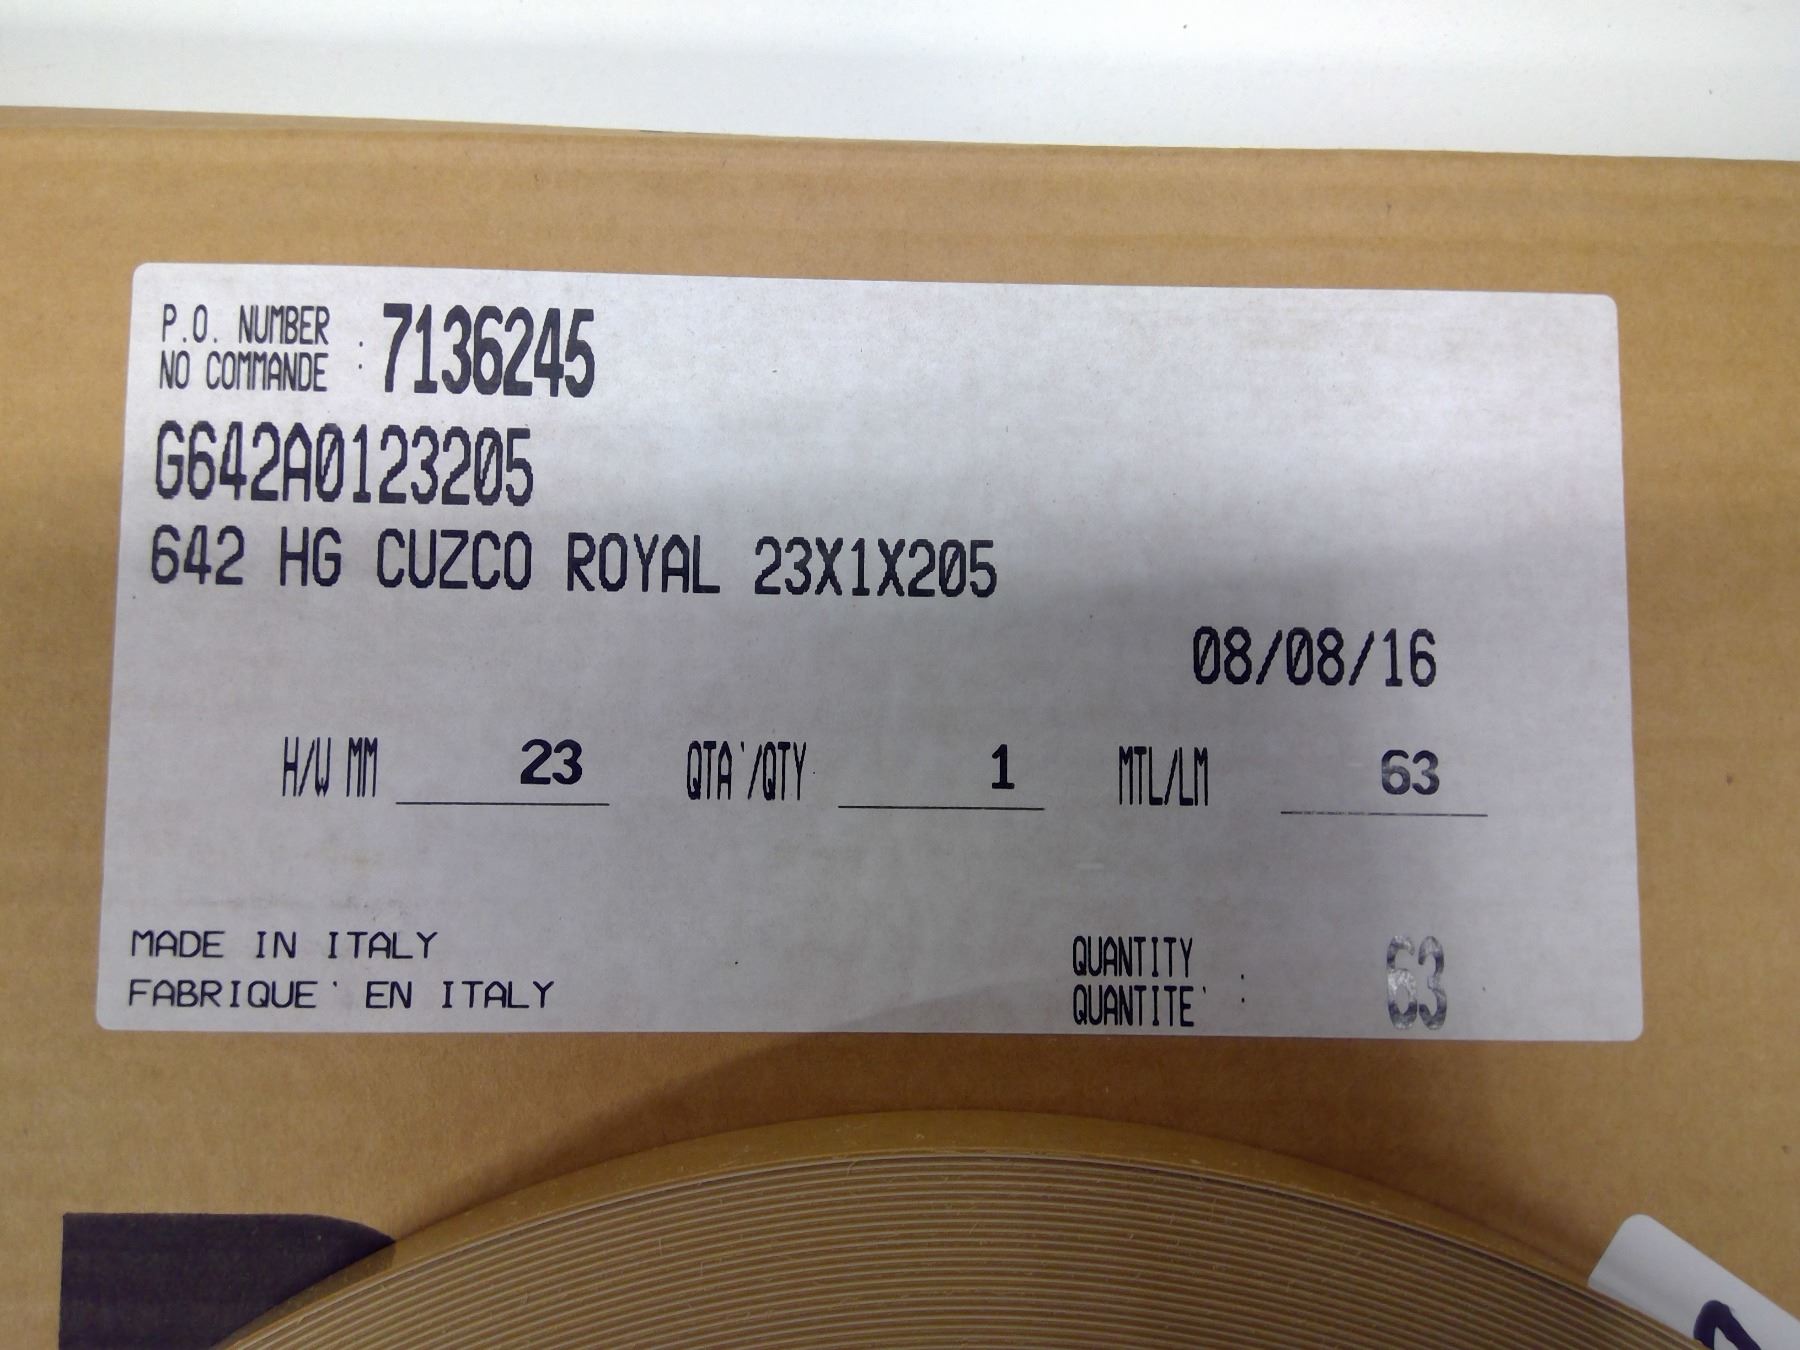 P.O. NUMBER
NO COMMANDE : 7136245
G642A0123205
642 HG CUZCO ROYAL 23X1X205
08/08/16
H/W MM 23 QTA'/QTY 1 MTL/LM 63
MADE IN ITALY
FABRIQUE' EN ITALY
QUANTITY
QUANTITE' : 63